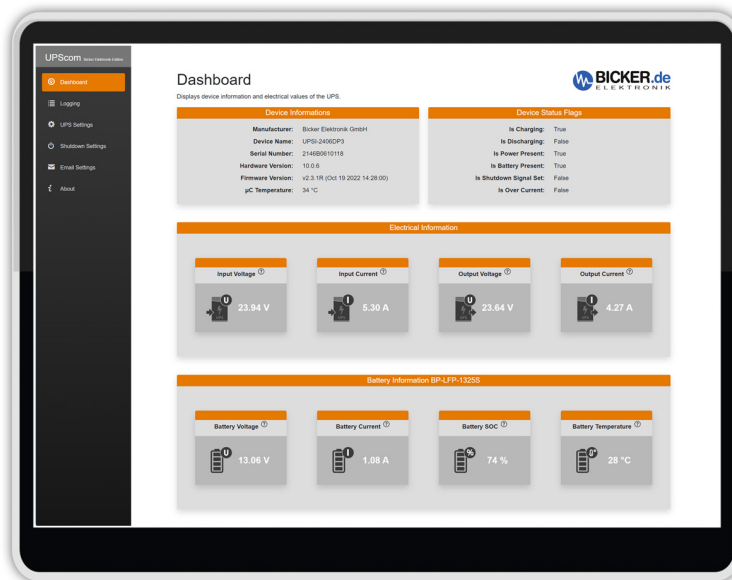 UPScom Bicker Elektronik Edition
Dashboard
Logging
UPS Settings
Shutdown Settings
Email Settings
About
Dashboard
Displays device information and electrical values of the UPS.
BICKER.de
ELEKTRONIK
Device Informations
Manufacturer: Bicker Elektronik GmbH
Device Name: UPSI-2406DP3
Serial Number: 2146B0610118
Hardware Version: 10.0.6
Firmware Version: v2.3.1R (Oct 19 2022 14:28:00)
µC Temperature: 34 °C
Device Status Flags
Is Charging: True
Is Discharging: False
Is Power Present: True
Is Battery Present: True
Is Shutdown Signal Set: False
Is Over Current: False
Electrical Information
Input Voltage ?
U
23.94 V
Input Current ?
I
5.30 A
Output Voltage ?
U
23.64 V
Output Current ?
I
4.27 A
Battery Information BP-LFP-1325S
Battery Voltage ?
U
13.06 V
Battery Current ?
I
1.08 A
Battery SOC ?
%
74 %
Battery Temperature ?
28 °C